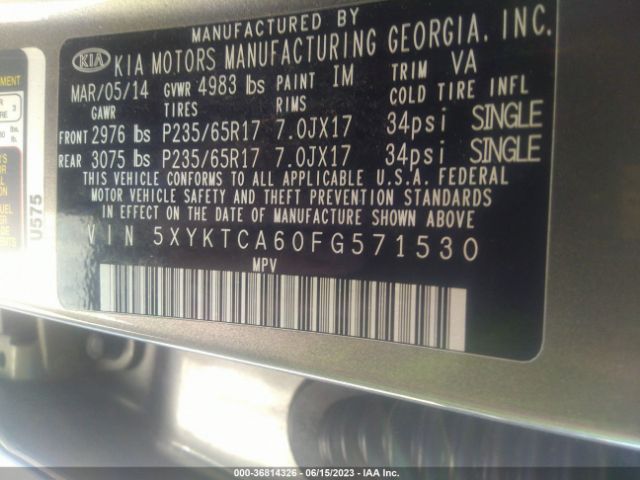 MANUFACTURED BY
KIA KIA MOTORS MANUFACTURING GEORGIA, INC.
MAR/05/14 GVWR 4983 lbs PAINT IM TRIM VA
GAWR TIRES RIMS COLD TIRE INFL
FRONT 2976 lbs P235/65R17 7.0JX17 34psi SINGLE
REAR 3075 lbs P235/65R17 7.0JX17 34psi SINGLE
THIS VEHICLE CONFORMS TO ALL APPLICABLE U.S.A. FEDERAL
MOTOR VEHICLE SAFETY AND THEFT PREVENTION STANDARDS
IN EFFECT ON THE DATE OF MANUFACTURE SHOWN ABOVE
VIN 5XYKTCA60FG571530
MPV
U575
000-36814326 - 06/15/2023 - IAA Inc.